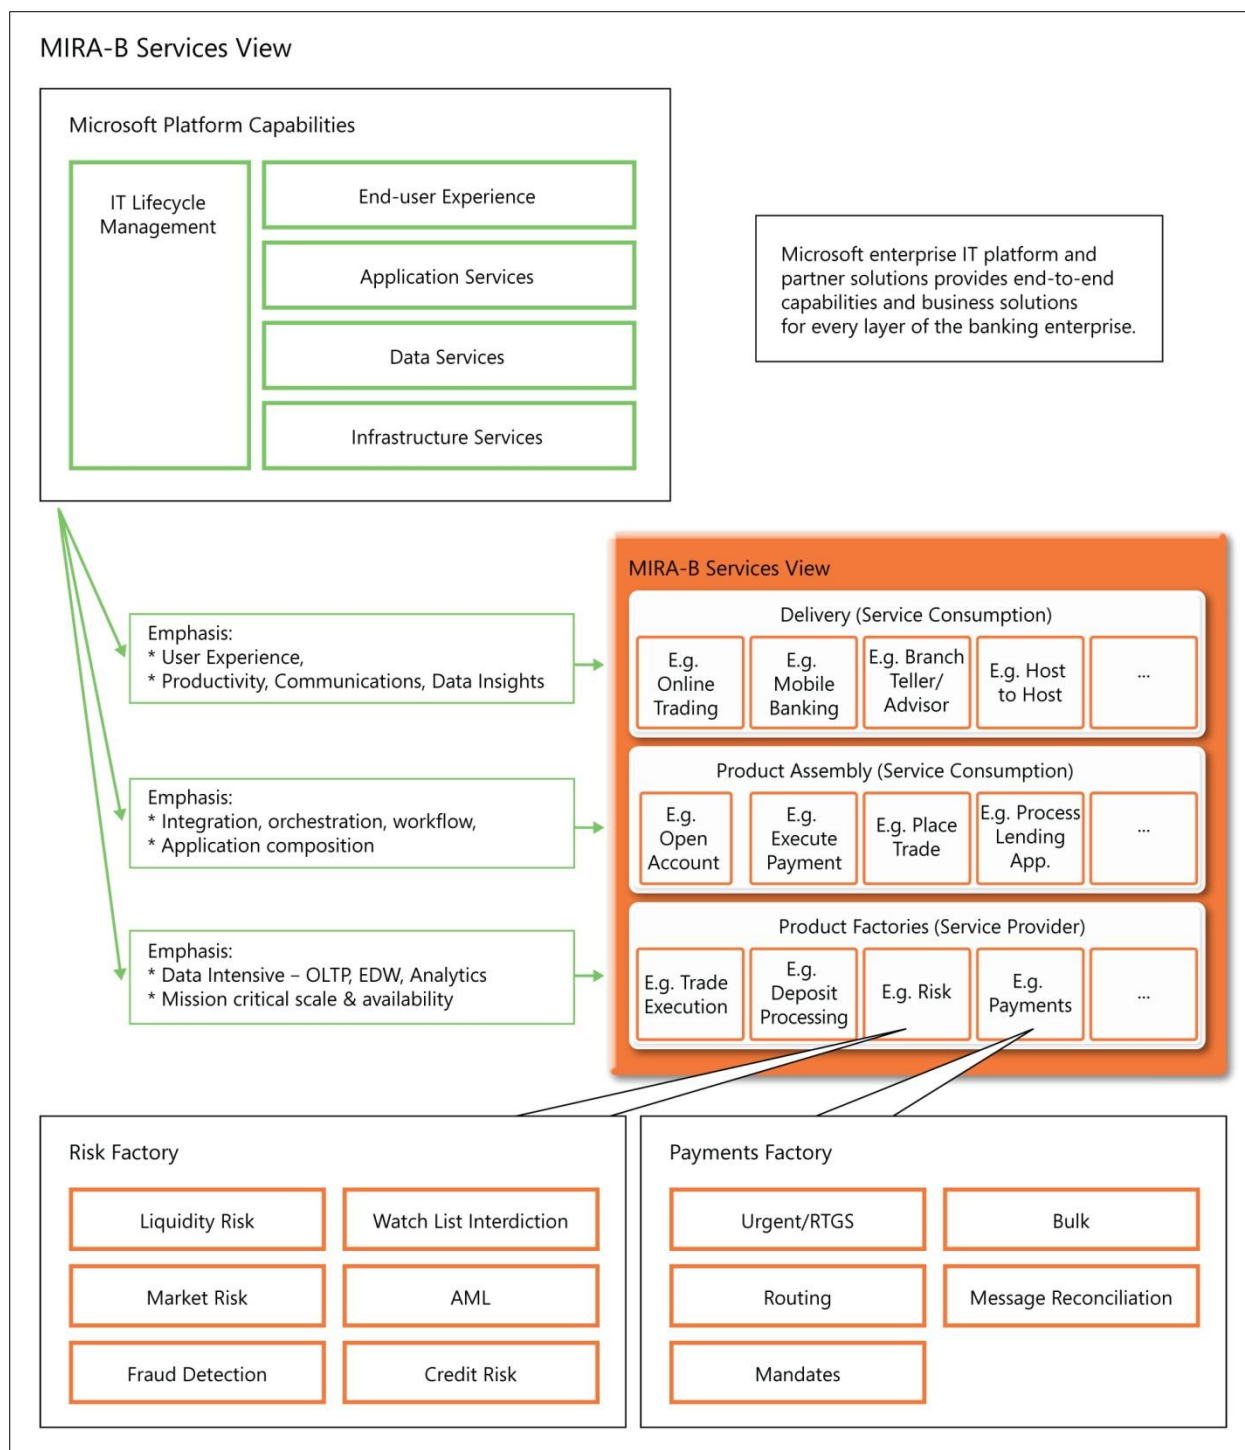 MIRA-B Services View
Microsoft Platform Capabilities
IT Lifecycle
Management
End-user Experience
Application Services
Data Services
Infrastructure Services
Microsoft enterprise IT platform and
partner solutions provides end-to-end
capabilities and business solutions
for every layer of the banking enterprise.
Emphasis:
* User Experience,
* Productivity, Communications, Data Insights
Emphasis:
* Integration, orchestration, workflow,
* Application composition
Emphasis:
* Data Intensive – OLTP, EDW, Analytics
* Mission critical scale & availability
MIRA-B Services View
Delivery (Service Consumption)
E.g.
Online
Trading
E.g.
Mobile
Banking
E.g. Branch
Teller/
Advisor
E.g. Host
to Host
...
Product Assembly (Service Consumption)
E.g.
Open
Account
E.g.
Execute
Payment
E.g. Place
Trade
E.g. Process
Lending
App.
...
Product Factories (Service Provider)
E.g. Trade
Execution
E.g.
Deposit
Processing
E.g. Risk
E.g.
Payments
...
Risk Factory
Liquidity Risk
Watch List Interdiction
Market Risk
AML
Fraud Detection
Credit Risk
Payments Factory
Urgent/RTGS
Bulk
Routing
Message Reconciliation
Mandates